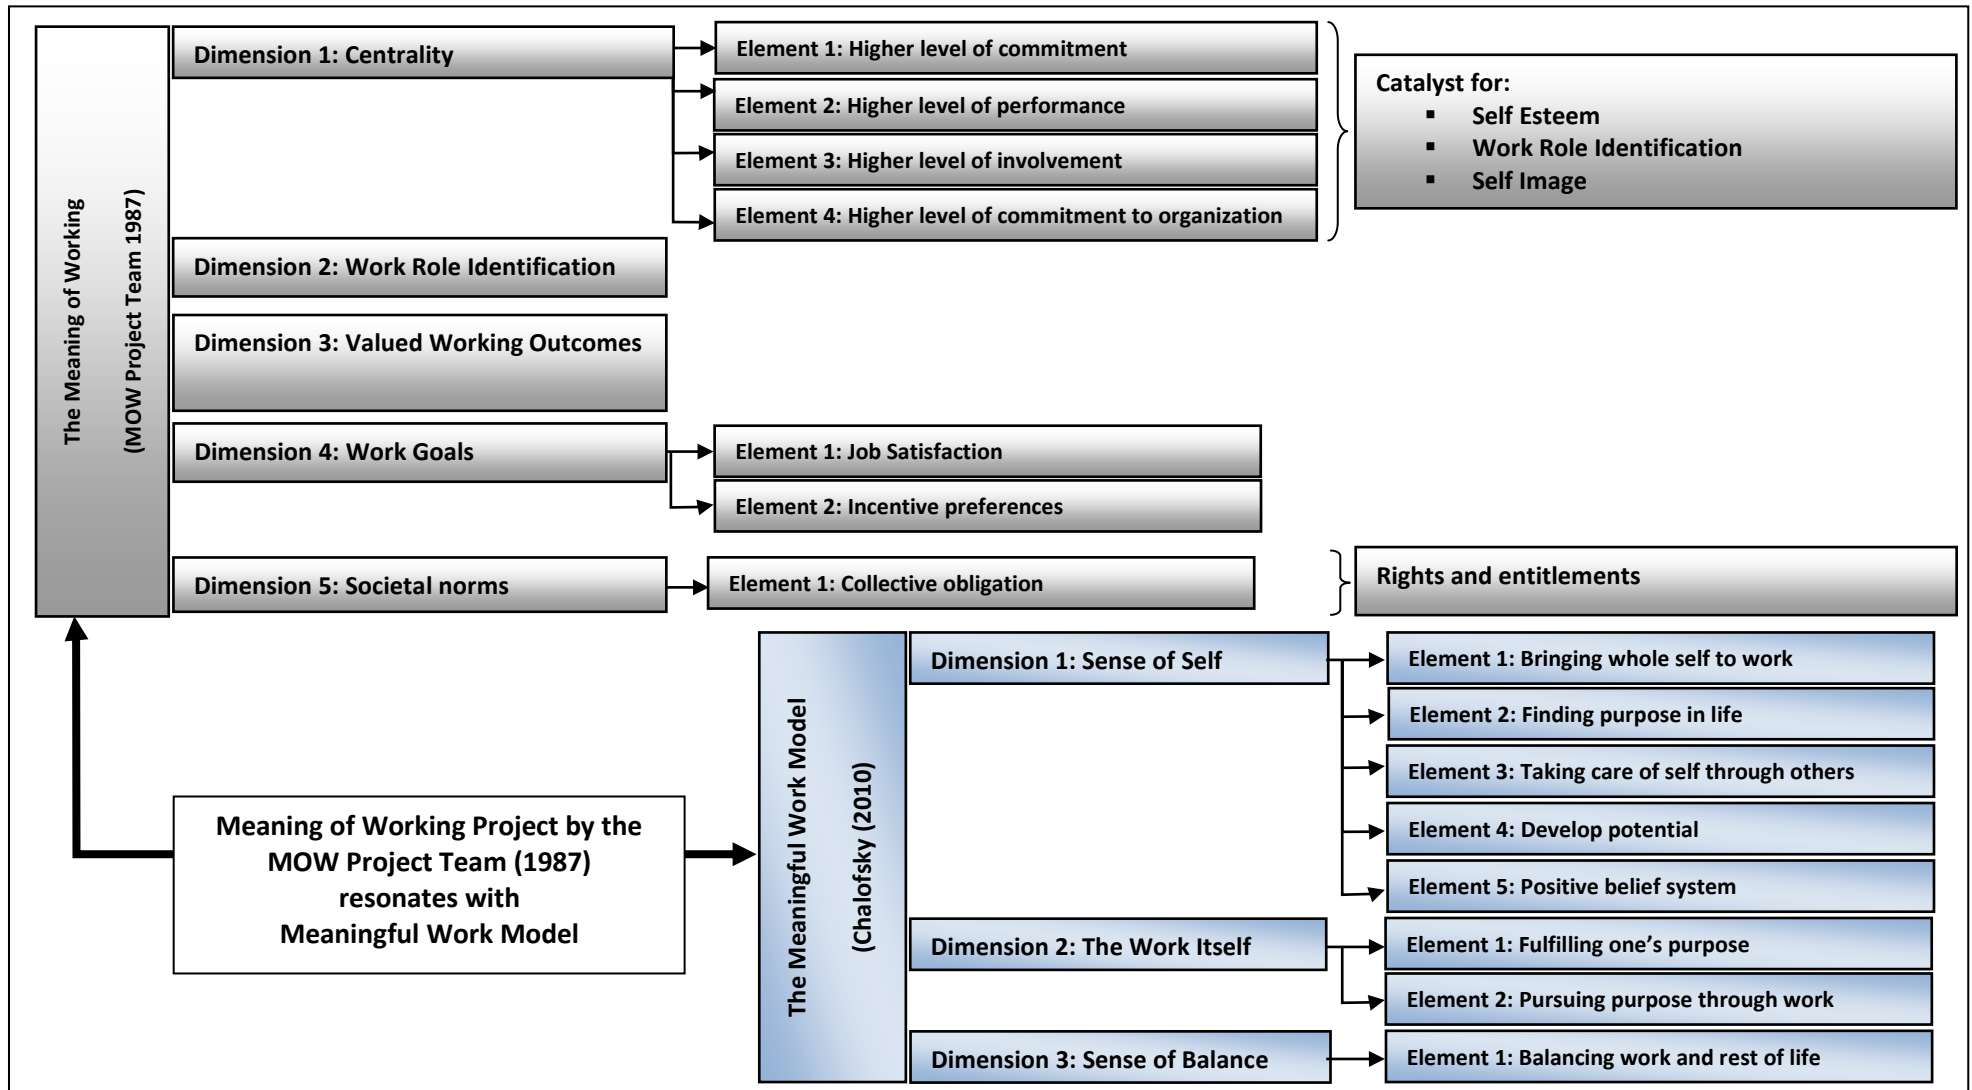 The Meaning of Working
(MOW Project Team 1987)
Dimension 1: Centrality
Element 1: Higher level of commitment
Element 2: Higher level of performance
Element 3: Higher level of involvement
Element 4: Higher level of commitment to organization
Catalyst for:
▪ Self Esteem
▪ Work Role Identification
▪ Self Image
Dimension 2: Work Role Identification
Dimension 3: Valued Working Outcomes
Dimension 4: Work Goals
Element 1: Job Satisfaction
Element 2: Incentive preferences
Dimension 5: Societal norms
Element 1: Collective obligation
Rights and entitlements
Meaning of Working Project by the
MOW Project Team (1987)
resonates with
Meaningful Work Model
The Meaningful Work Model
(Chalofsky (2010)
Dimension 1: Sense of Self
Element 1: Bringing whole self to work
Element 2: Finding purpose in life
Element 3: Taking care of self through others
Element 4: Develop potential
Element 5: Positive belief system
Dimension 2: The Work Itself
Element 1: Fulfilling one’s purpose
Element 2: Pursuing purpose through work
Dimension 3: Sense of Balance
Element 1: Balancing work and rest of life